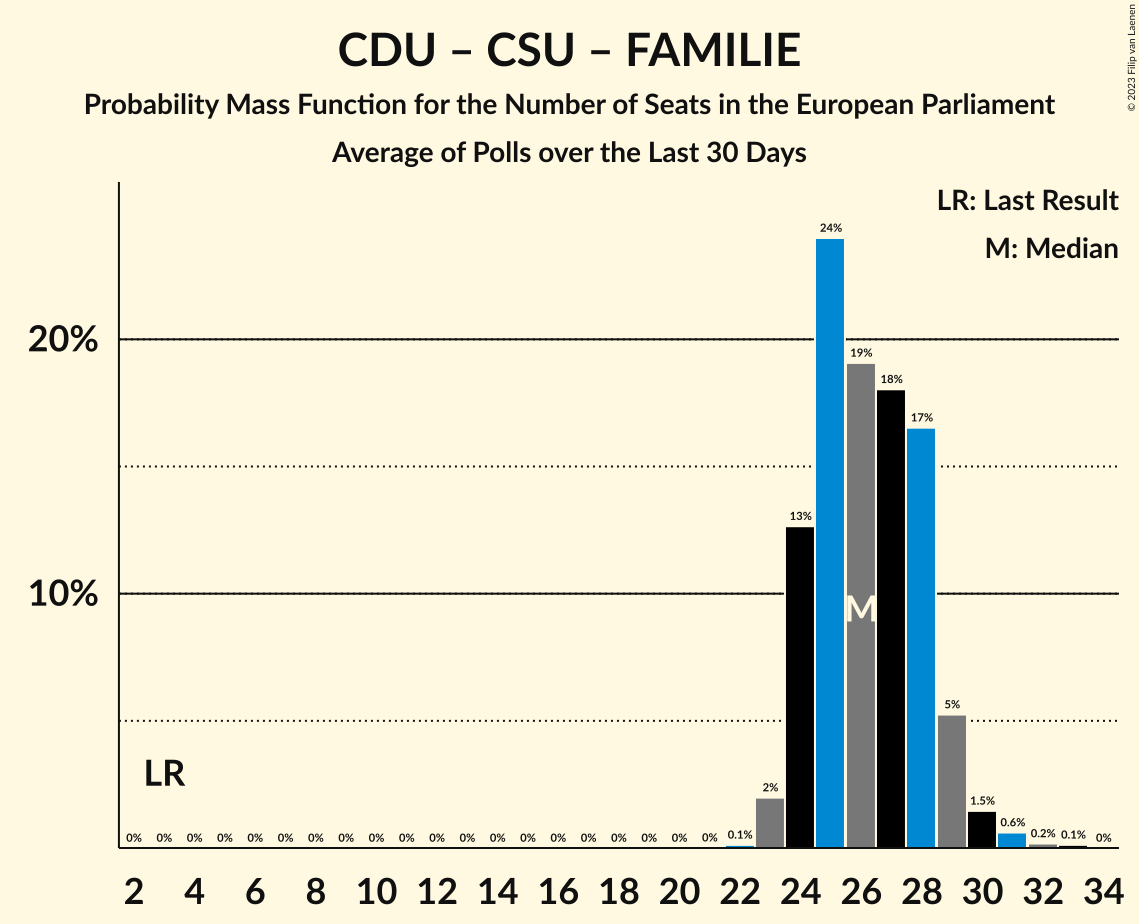 CDU – CSU – FAMILIE
Probability Mass Function for the Number of Seats in the European Parliament
Average of Polls over the Last 30 Days
© 2023 Filip van Laenen
LR: Last Result
M: Median
24%
20%
19%
18%
17%
13%
10%
M
5%
LR
2%
1.5%
0.6%
0% 0% 0% 0% 0% 0% 0% 0% 0% 0% 0% 0% 0% 0% 0% 0% 0% 0% 0% 0% 0.1% 0.2% 0.1% 0%
2 4 6 8 10 12 14 16 18 20 22 24 26 28 30 32 34